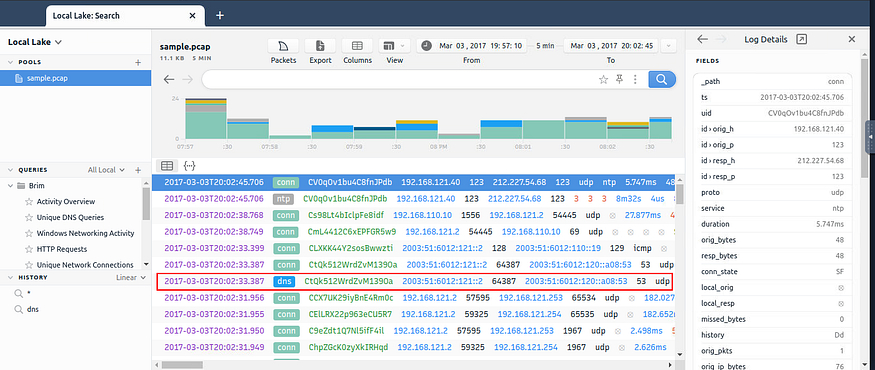 Local Lake: Search
Local Lake
sample.pcap
11.1 KB 5 MIN
Packets
Export
Columns
View
Mar 03 , 2017 19: 57: 10
From
5 min
Mar 03 , 2017 20: 02: 45
To
POOLS
sample.pcap
24
0
07:57
:30
07:58
:30
07:59
:30
09 PM
:30
08:01
:30
08:02
:30
QUERIES
All Local
Brim
Activity Overview
Unique DNS Queries
Windows Networking Activity
HTTP Requests
Unique Network Connections
HISTORY
Linear
*
dns
2017-03-03T20:02:45.706 conn CV0qOv1bu4C8fnJPdb 192.168.121.40 123 212.227.54.68 123 udp ntp 5.747ms 48
2017-03-03T20:02:45.706 ntp CV0qOv1bu4C8fnJPdb 192.168.121.40 123 212.227.54.68 123 3 3 3 8m32s 4us
2017-03-03T20:02:38.768 conn Cs98Lt4bIclpFe8idf 192.168.110.10 1556 192.168.121.2 54445 udp 27.877ms 4
2017-03-03T20:02:38.749 conn CmL4412C6xEPFGR5w9 192.168.121.2 54445 192.168.110.10 69 udp
2017-03-03T20:02:33.399 conn CLXKK44Y2sosBwwzti 2003:51:6012:121::2 128 2003:51:6012:110::19 129 icmp
2017-03-03T20:02:33.387 conn CtQk512WrdZvM139Oa 2003:51:6012:121::2 64387 2003:51:6012:120::a08:53 53 udp
2017-03-03T20:02:33.387 dns CtQk512WrdZvM139Oa 2003:51:6012:121::2 64387 2003:51:6012:120::a08:53 53 udp
2017-03-03T20:02:31.956 conn CCX7UK29iyBnE4Rm0c 192.168.121.2 57595 192.168.121.253 65534 udp 182.027
2017-03-03T20:02:31.955 conn CElLRX22p963eCU5R7 192.168.121.2 59325 192.168.121.254 65535 udp 182.652
2017-03-03T20:02:31.950 conn C9eZdt1Q7Nl5ifF4il 192.168.121.2 57595 192.168.121.253 1967 udp 2.498ms
2017-03-03T20:02:31.949 conn ChpZGcK0zyXkIRHqd 192.168.121.2 59325 192.168.121.254 1967 udp 2.626ms
Log Details
FIELDS
_path conn
ts 2017-03-03T20:02:45.706
uid CV0qOv1bu4C8fnJPdb
id › orig_h 192.168.121.40
id › orig_p 123
id › resp_h 212.227.54.68
id › resp_p 123
proto udp
service ntp
duration 5.747ms
orig_bytes 48
resp_bytes 48
conn_state SF
local_orig
local_resp
missed_bytes 0
history Dd
orig_pkts 1
orig_ip_bytes 76